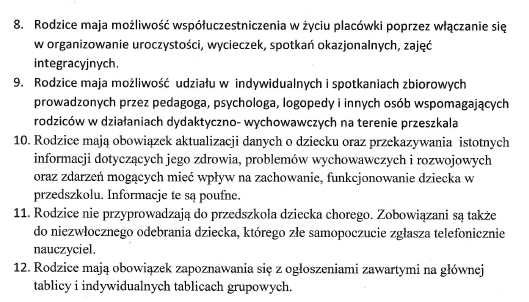 8. Rodzice maja możliwość współuczestniczenia w życiu placówki poprzez włączanie się
w organizowanie uroczystości, wycieczek, spotkań okazjonalnych, zajęć
integracyjnych.
9. Rodzice maja możliwość udziału w indywidualnych i spotkaniach zbiorowych
prowadzonych przez pedagoga, psychologa, logopedy i innych osób wspomagających
rodziców w działaniach dydaktyczno- wychowawczych na terenie przeszkala
10. Rodzice mają obowiązek aktualizacji danych o dziecku oraz przekazywania istotnych
informacji dotyczących jego zdrowia, problemów wychowawczych i rozwojowych
oraz zdarzeń mogących mieć wpływ na zachowanie, funkcjonowanie dziecka w
przedszkolu. Informacje te są poufne.
11. Rodzice nie przyprowadzają do przedszkola dziecka chorego. Zobowiązani są także
do niezwłocznego odebrania dziecka, którego złe samopoczucie zgłasza telefonicznie
nauczyciel.
12. Rodzice mają obowiązek zapoznawania się z ogłoszeniami zawartymi na głównej
tablicy i indywidualnych tablicach grupowych.